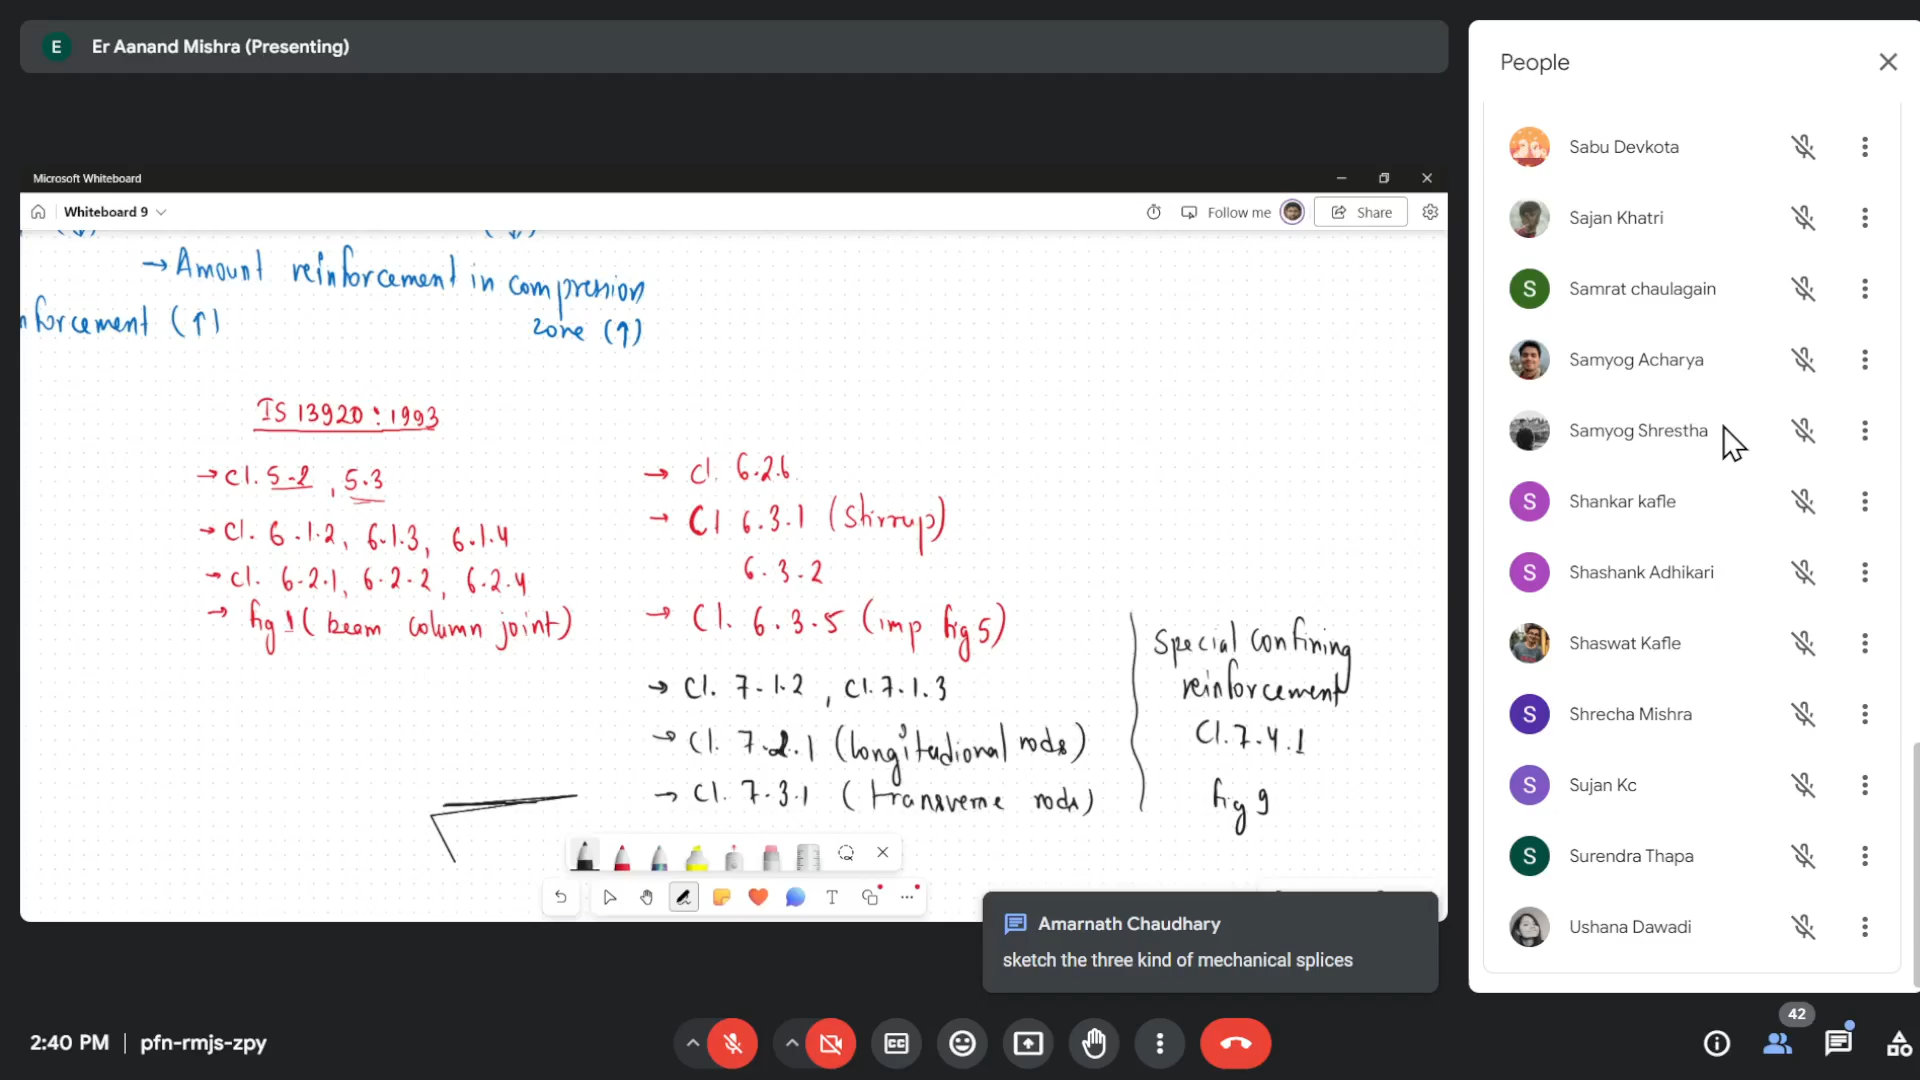 E Er Aanand Mishra (Presenting)
Microsoft Whiteboard
Whiteboard 9
Follow me
Share
→ Amount reinforcement in compression
zone (↑)
nforcement (↑)
IS 13920 : 1993
→ Cl. 5.2, 5.3
→ Cl. 6.1.2, 6.1.3, 6.1.4
→ Cl. 6.2.1, 6.2.2, 6.2.4
→ fig 1 (beam column joint)
→ Cl. 6.2.6
→ Cl 6.3.1 (Stirrup)
6.3.2
→ Cl. 6.3.5 (imp fig 5)
→ Cl. 7.1.2, Cl. 7.1.3
→ Cl. 7.2.1 (longitudional rods)
→ Cl. 7.3.1 (transverse rods)
Special confining
reinforcement
Cl. 7.4.1
fig 9
T
Amarnath Chaudhary
sketch the three kind of mechanical splices
People
Sabu Devkota
Sajan Khatri
S Samrat chaulagain
Samyog Acharya
Samyog Shrestha
S Shankar kafle
S Shashank Adhikari
Shaswat Kafle
S Shrecha Mishra
S Sujan Kc
S Surendra Thapa
Ushana Dawadi
2:40 PM | pfn-rmjs-zpy
CC
42